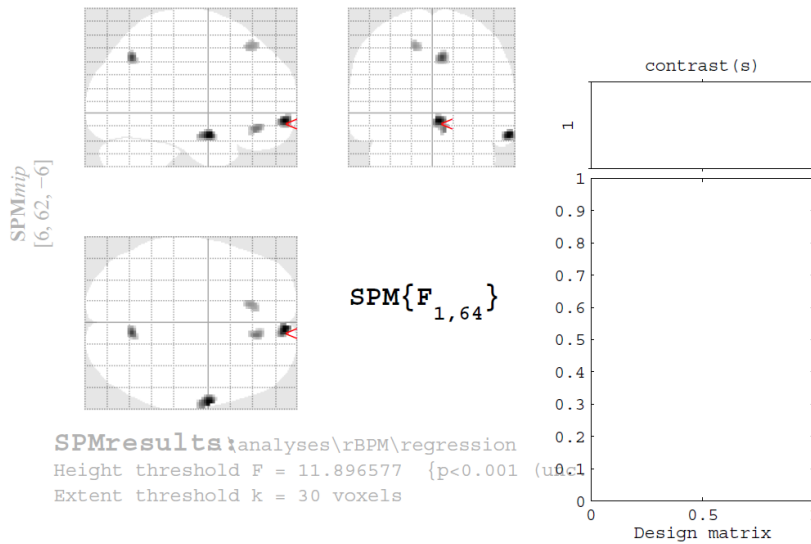 SPMmip
[6, 62, −6]
SPM{F1,64}
SPMresults: \analyses\rBPM\regression
Height threshold F = 11.896577 {p<0.001 (unc.
Extent threshold k = 30 voxels
contrast(s)
1
1
0.9
0.8
0.7
0.6
0.5
0.4
0.3
0.2
0.1
0
0 0.5
Design matrix